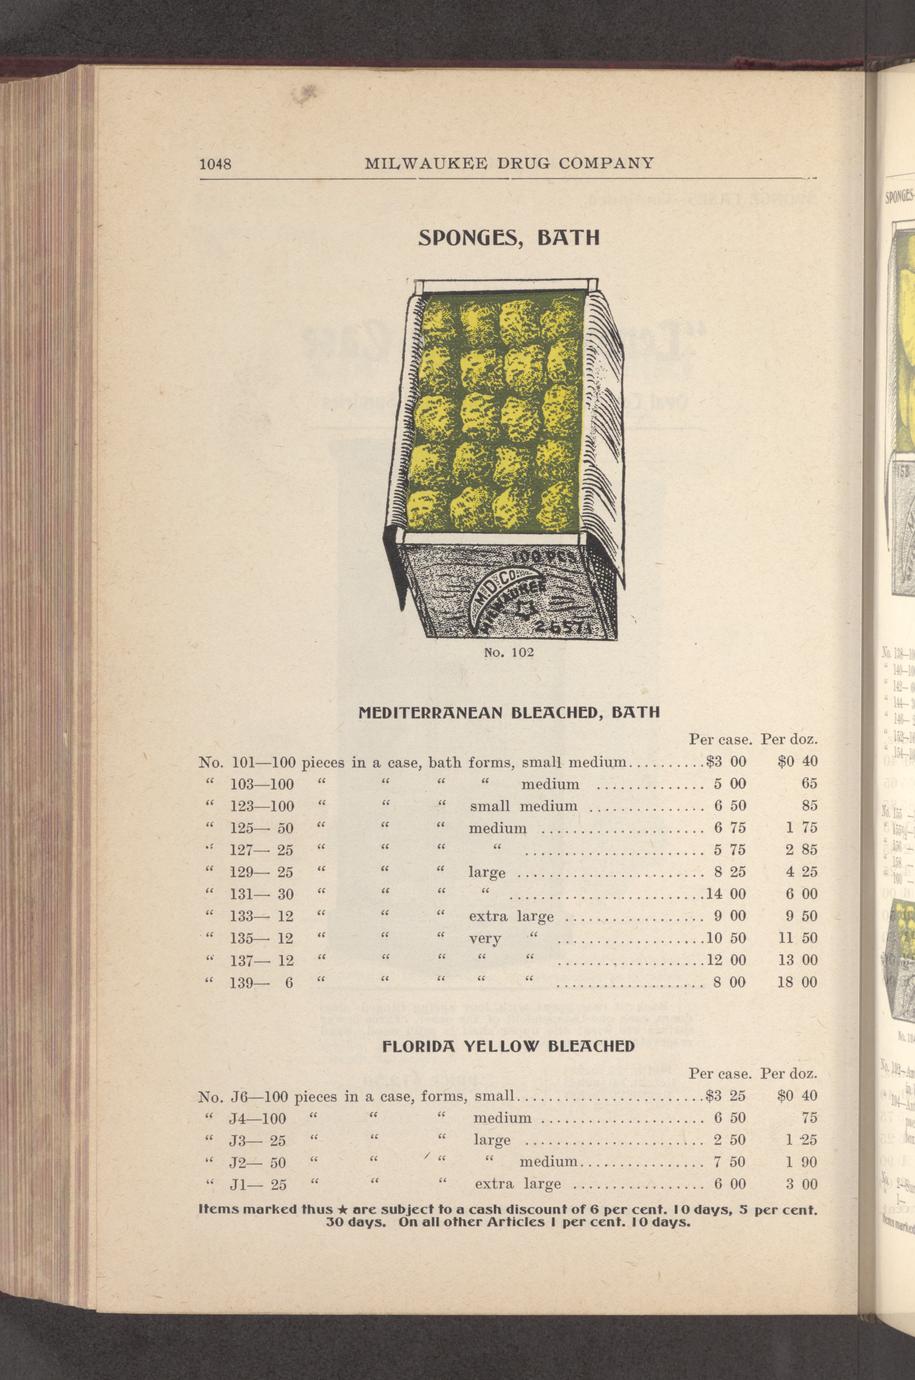 1048 MILWAUKEE DRUG COMPANY
SPONGES, BATH
100 PCS
M.D.CO.
MILWAUKEE
26571
No. 102
MEDITERRANEAN BLEACHED, BATH
Per case. Per doz.
No. 101—100 pieces in a case, bath forms, small medium..........$3 00 $0 40
“ 103—100 “ “ “ “ medium .............. 5 00 65
“ 123—100 “ “ “ small medium .............. 6 50 85
“ 125— 50 “ “ “ medium ..................... 6 75 1 75
“ 127— 25 “ “ “ “ ....................... 5 75 2 85
“ 129— 25 “ “ “ large ........................ 8 25 4 25
“ 131— 30 “ “ “ “ .........................14 00 6 00
“ 133— 12 “ “ “ extra large .................. 9 00 9 50
“ 135— 12 “ “ “ very “ ...................10 50 11 50
“ 137— 12 “ “ “ “ “ ...................12 00 13 00
“ 139— 6 “ “ “ “ “ ................... 8 00 18 00
FLORIDA YELLOW BLEACHED
Per case. Per doz.
No. J6—100 pieces in a case, forms, small........................$3 25 $0 40
“ J4—100 “ “ “ medium ..................... 6 50 75
“ J3— 25 “ “ “ large ....................... 2 50 1 25
“ J2— 50 “ “ “ “ medium................ 7 50 1 90
“ J1— 25 “ “ “ extra large ................. 6 00 3 00
Items marked thus ★ are subject to a cash discount of 6 per cent. 10 days, 5 per cent.
30 days. On all other Articles 1 per cent. 10 days.